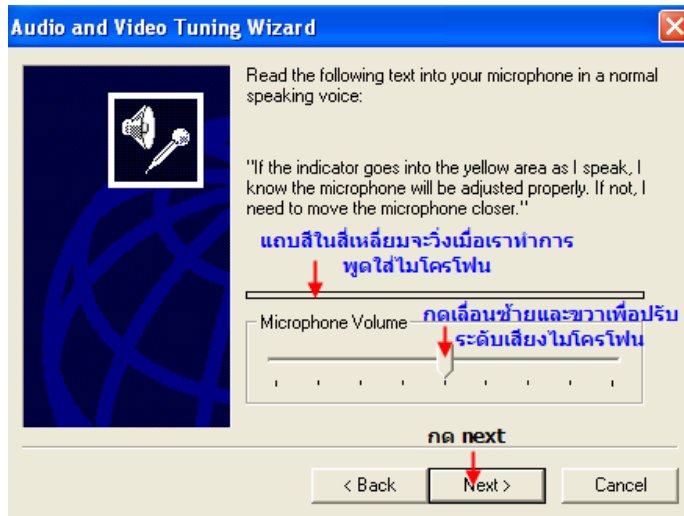 Audio and Video Tuning Wizard
Read the following text into your microphone in a normal
speaking voice:
"If the indicator goes into the yellow area as I speak, I
know the microphone will be adjusted properly. If not, I
need to move the microphone closer."
แถบสีในสี่เหลี่ยมจะวิ่งเมื่อเราทำการ
พูดใส่ไมโครโฟน
Microphone Volume
กดเลื่อนซ้ายและขวาเพื่อปรับ
ระดับเสียงไมโครโฟน
กด next
< Back
Next >
Cancel